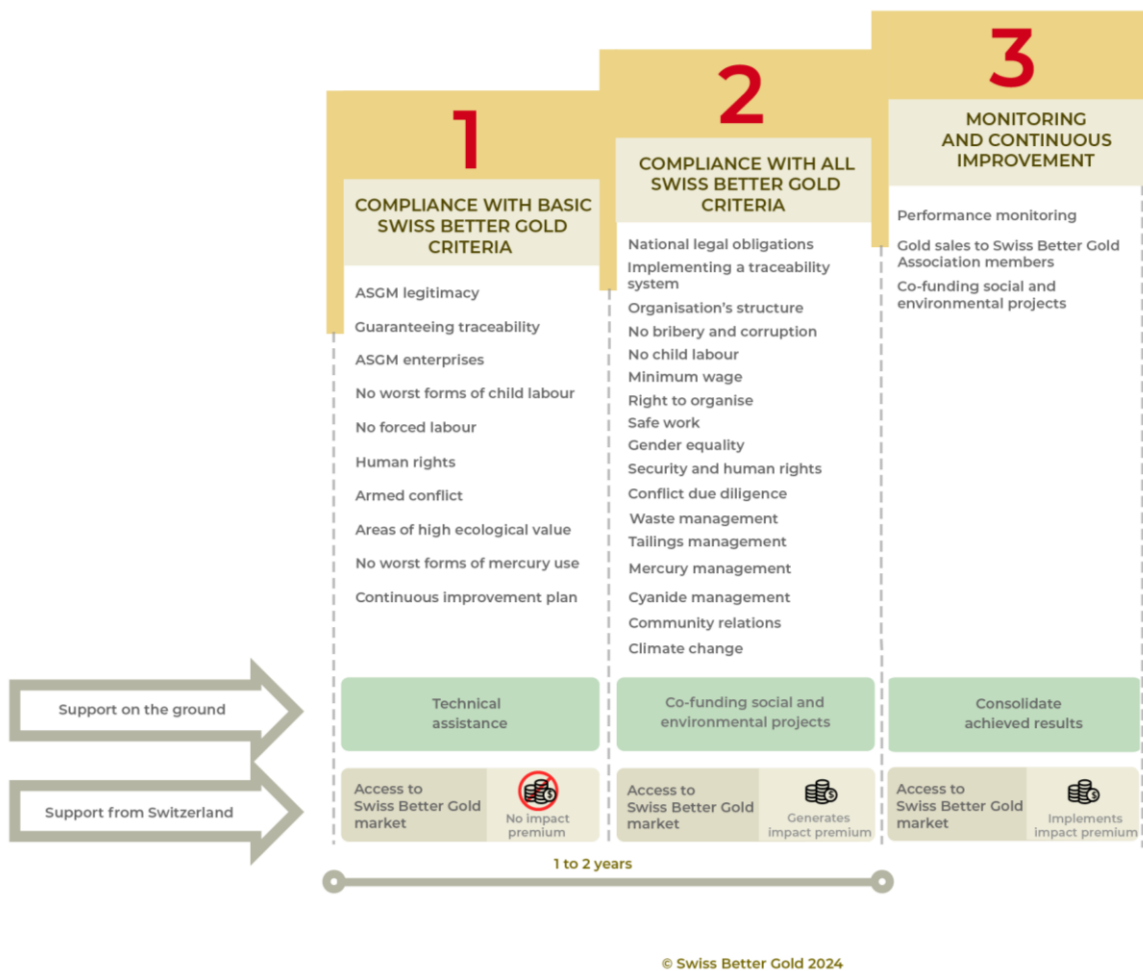 1
COMPLIANCE WITH BASIC
SWISS BETTER GOLD
CRITERIA
ASGM legitimacy
Guaranteeing traceability
ASGM enterprises
No worst forms of child labour
No forced labour
Human rights
Armed conflict
Areas of high ecological value
No worst forms of mercury use
Continuous improvement plan
2
COMPLIANCE WITH ALL
SWISS BETTER GOLD
CRITERIA
National legal obligations
Implementing a traceability
system
Organisation's structure
No bribery and corruption
No child labour
Minimum wage
Right to organise
Safe work
Gender equality
Security and human rights
Conflict due diligence
Waste management
Tailings management
Mercury management
Cyanide management
Community relations
Climate change
3
MONITORING
AND CONTINUOUS
IMPROVEMENT
Performance monitoring
Gold sales to Swiss Better Gold
Association members
Co-funding social and
environmental projects
Support on the ground
Technical
assistance
Co-funding social and
environmental projects
Consolidate
achieved results
Support from Switzerland
Access to
Swiss Better Gold
market
$
No impact
premium
Access to
Swiss Better Gold
market
$
Generates
impact premium
Access to
Swiss Better Gold
market
$
Implements
impact premium
1 to 2 years
© Swiss Better Gold 2024